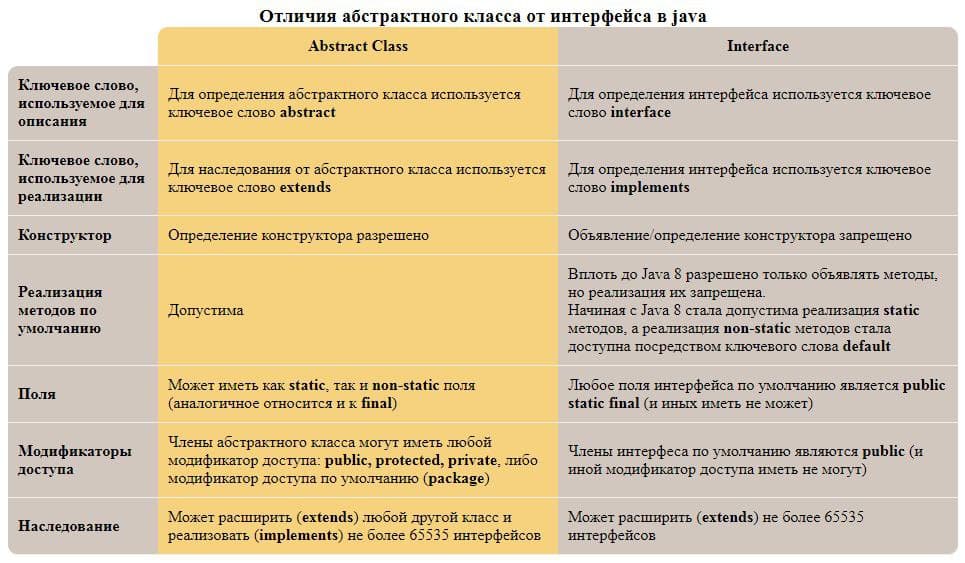 Отличия абстрактного класса от интерфейса в java
Abstract Class
Interface
Ключевое слово,
используемое для
описания
Для определения абстрактного класса используется
ключевое слово abstract
Для определения интерфейса используется ключевое
слово interface
Ключевое слово,
используемое для
реализации
Для наследования от абстрактного класса используется
ключевое слово extends
Для определения интерфейса используется ключевое
слово implements
Конструктор
Определение конструктора разрешено
Объявление/определение конструктора запрещено
Реализация
методов по
умолчанию
Допустима
Вплоть до Java 8 разрешено только объявлять методы,
но реализация их запрещена.
Начиная с Java 8 стала допустима реализация static
методов, а реализация non-static методов стала
доступна посредством ключевого слова default
Поля
Может иметь как static, так и non-static поля
(аналогичное относится и к final)
Любое поля интерфейса по умолчанию является public
static final (и иных иметь не может)
Модификаторы
доступа
Члены абстрактного класса могут иметь любой
модификатор доступа: public, protected, private, либо
модификатор доступа по умолчанию (package)
Члены интерфеса по умолчанию являются public (и
иной модификатор доступа иметь не могут)
Наследование
Может расширить (extends) любой другой класс и
реализовать (implements) не более 65535 интерфейсов
Может расширить (extends) не более 65535
интерфейсов